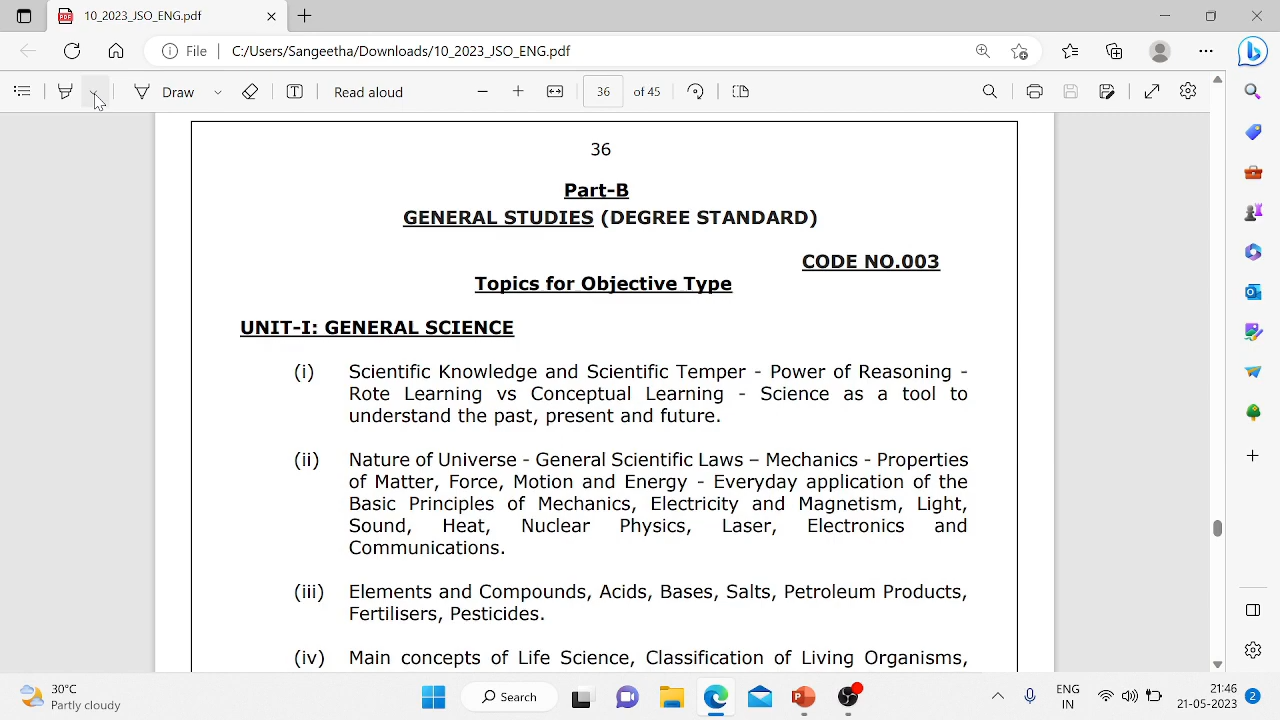 10_2023_JSO_ENG.pdf
File
C:/Users/Sangeetha/Downloads/10_2023_JSO_ENG.pdf
Draw
Read aloud
36
of 45
36
Part-B
GENERAL STUDIES (DEGREE STANDARD)
CODE NO.003
Topics for Objective Type
UNIT-I: GENERAL SCIENCE
(i) Scientific Knowledge and Scientific Temper - Power of Reasoning -
Rote Learning vs Conceptual Learning - Science as a tool to
understand the past, present and future.
(ii) Nature of Universe - General Scientific Laws – Mechanics - Properties
of Matter, Force, Motion and Energy - Everyday application of the
Basic Principles of Mechanics, Electricity and Magnetism, Light,
Sound, Heat, Nuclear Physics, Laser, Electronics and
Communications.
(iii) Elements and Compounds, Acids, Bases, Salts, Petroleum Products,
Fertilisers, Pesticides.
(iv) Main concepts of Life Science, Classification of Living Organisms,
30°C
Partly cloudy
Search
ENG
IN
21:46
21-05-2023
2